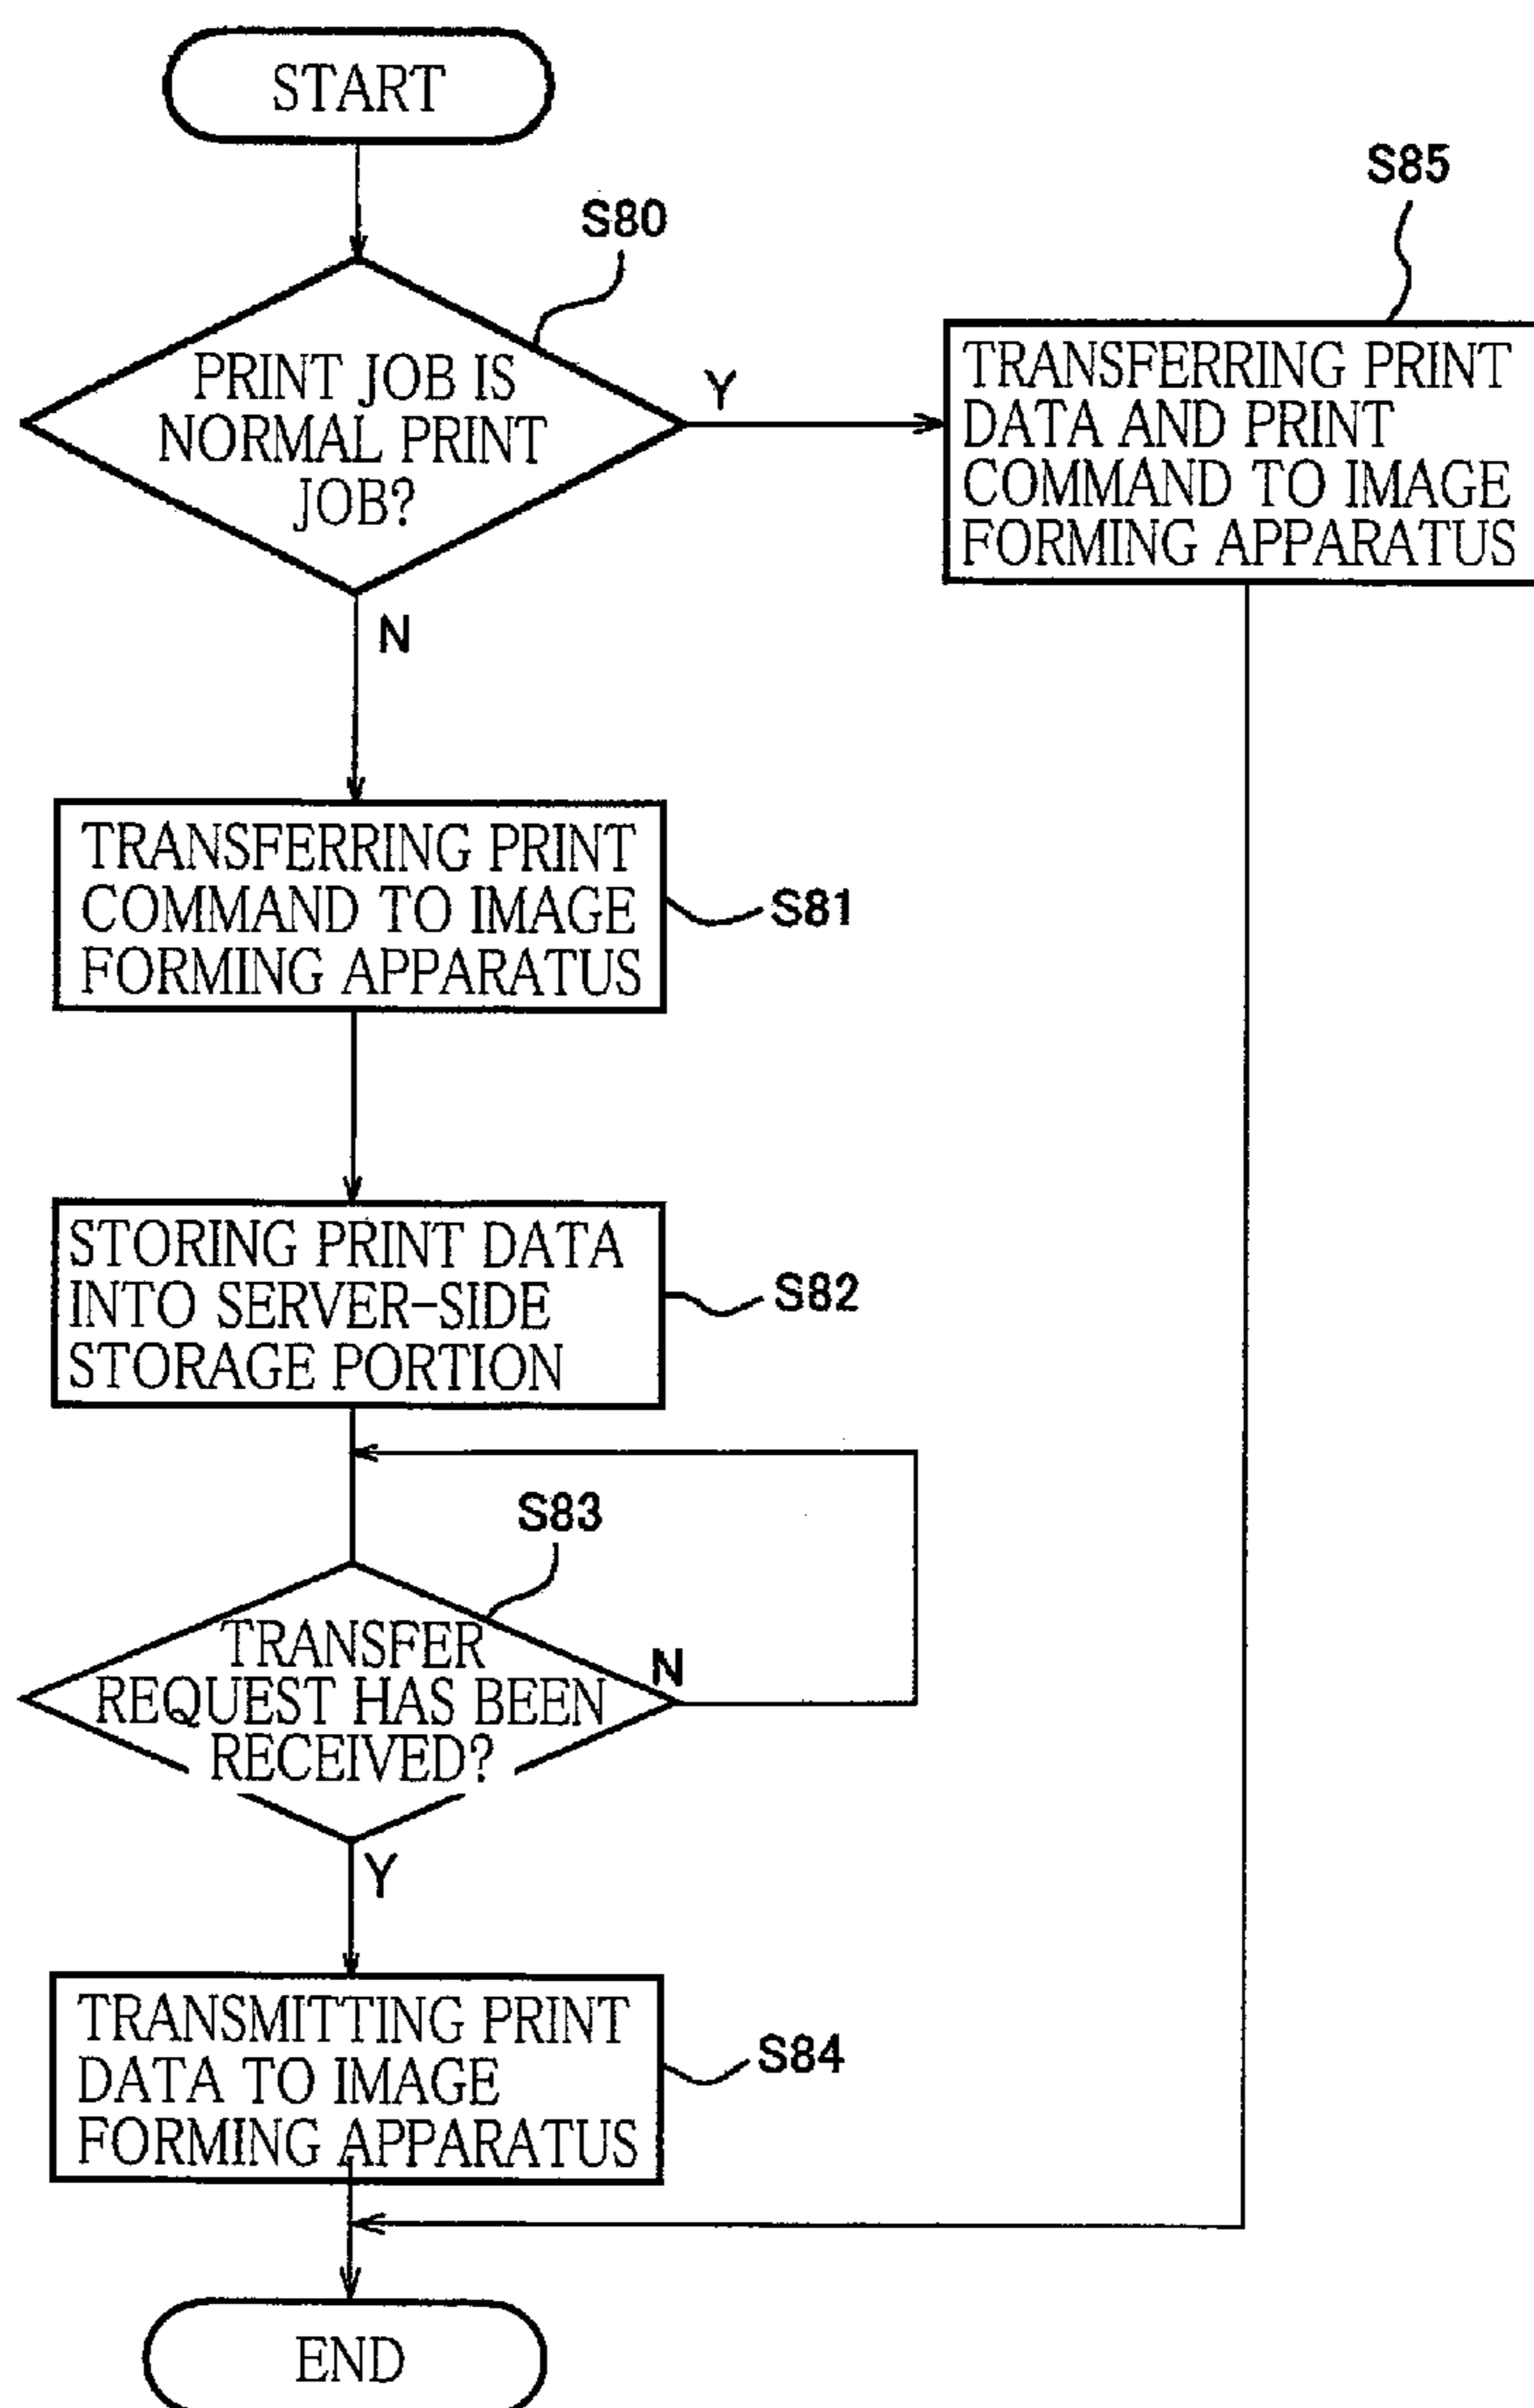 START
S80
PRINT JOB IS
NORMAL PRINT
JOB?
Y
S85
TRANSFERRING PRINT
DATA AND PRINT
COMMAND TO IMAGE
FORMING APPARATUS
N
TRANSFERRING PRINT
COMMAND TO IMAGE
FORMING APPARATUS
S81
STORING PRINT DATA
INTO SERVER-SIDE
STORAGE PORTION
S82
S83
TRANSFER
REQUEST HAS BEEN
RECEIVED?
N
Y
TRANSMITTING PRINT
DATA TO IMAGE
FORMING APPARATUS
S84
END